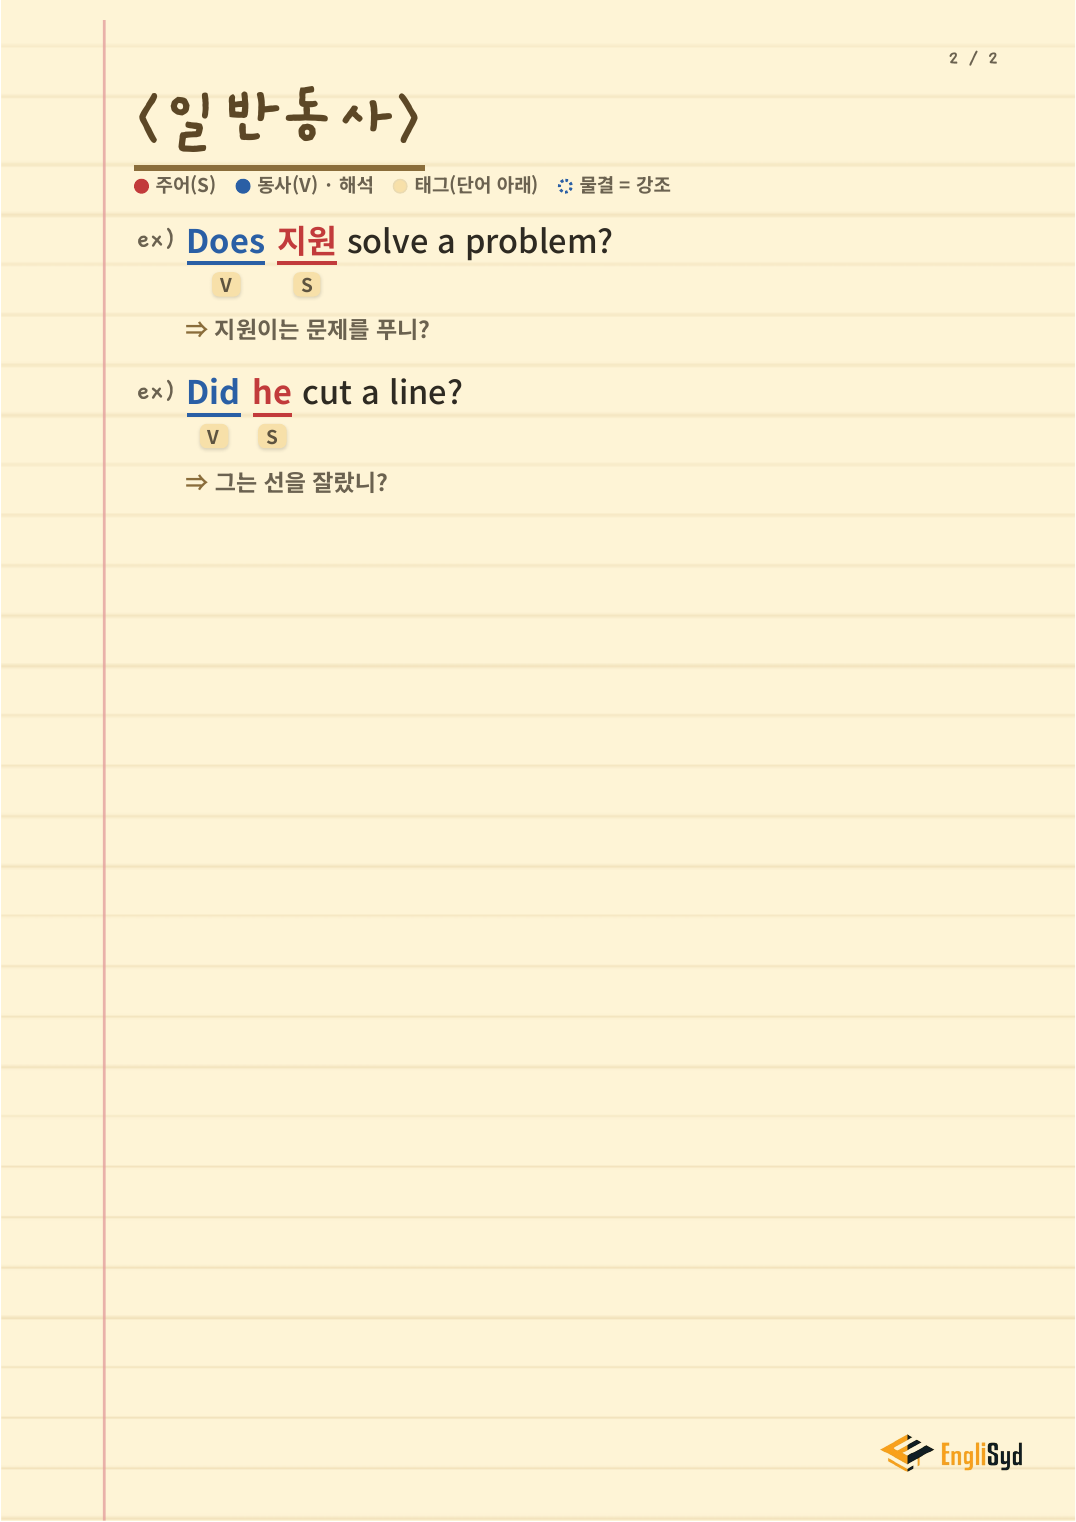 2 / 2
<일반동사>
주어(S) 동사(V) · 해석 태그(단어 아래) 물결 = 강조
ex) Does 지원 solve a problem?
V S
⇒ 지원이는 문제를 푸니?
ex) Did he cut a line?
V S
⇒ 그는 선을 잘랐니?
EngliSyd